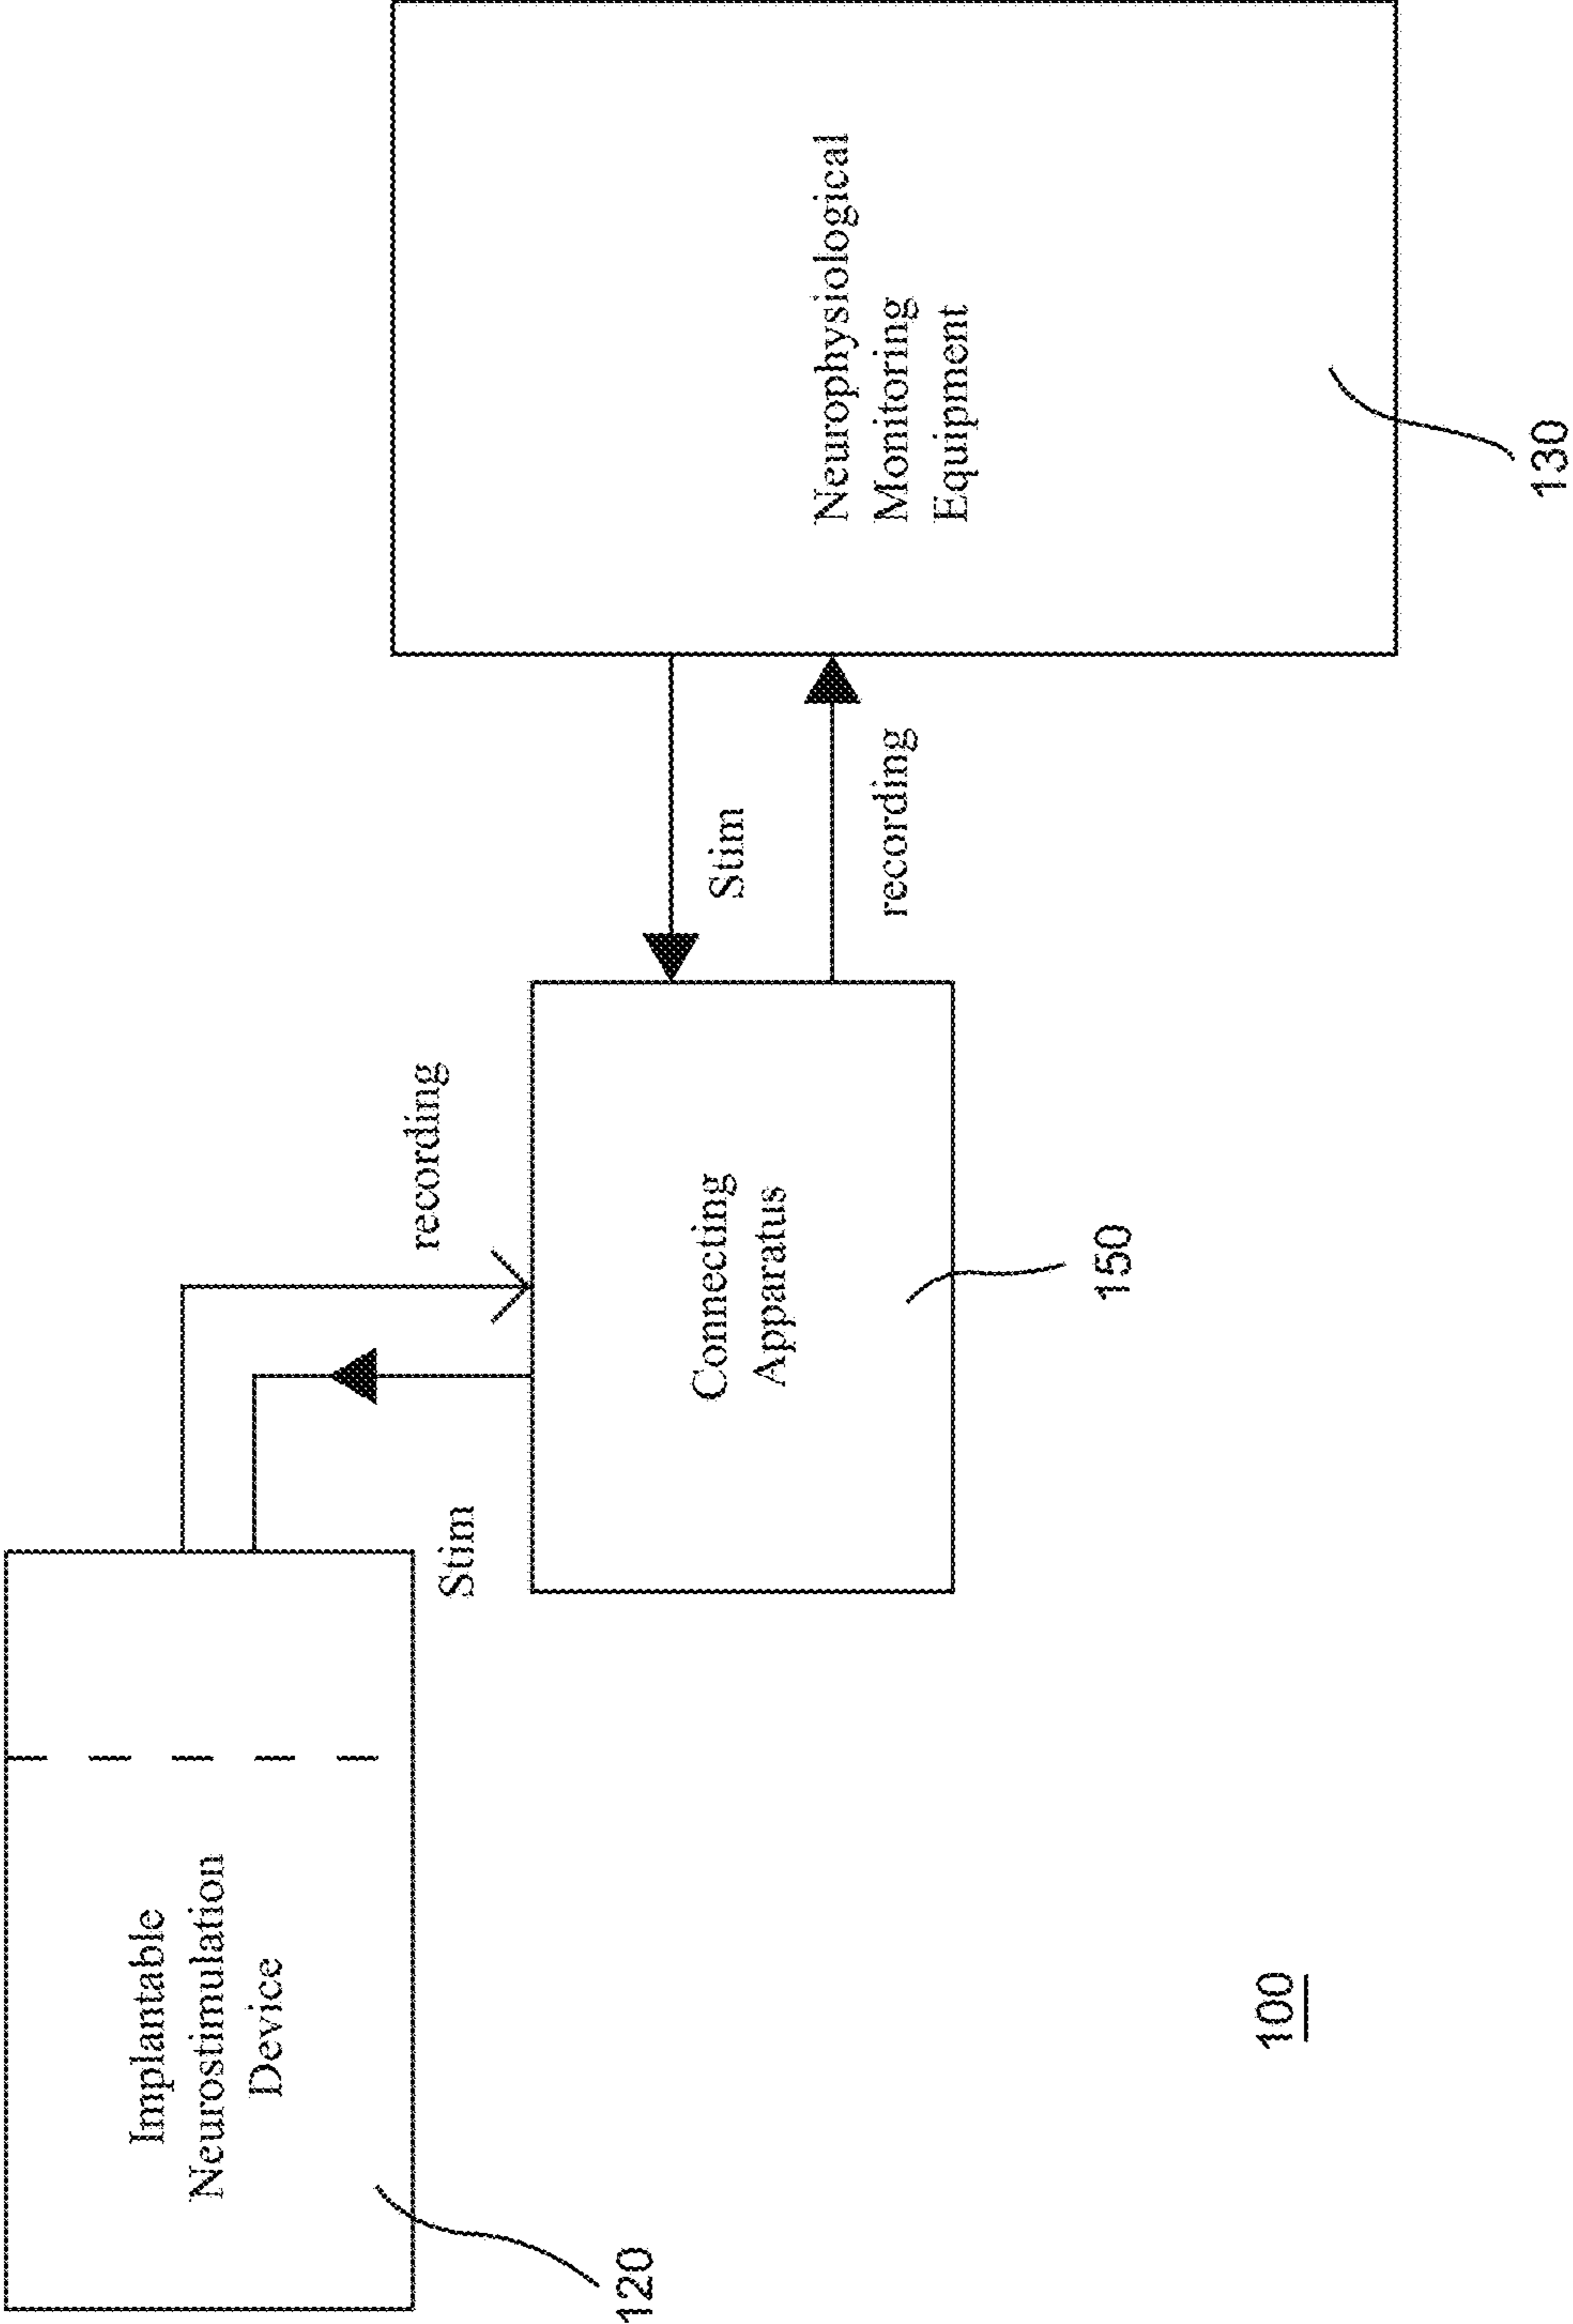 Implantable
Neurostimulation
Device
120
Stim
recording
Connecting
Apparatus
150
Stim
recording
Neurophysiological
Monitoring
Equipment
130
100